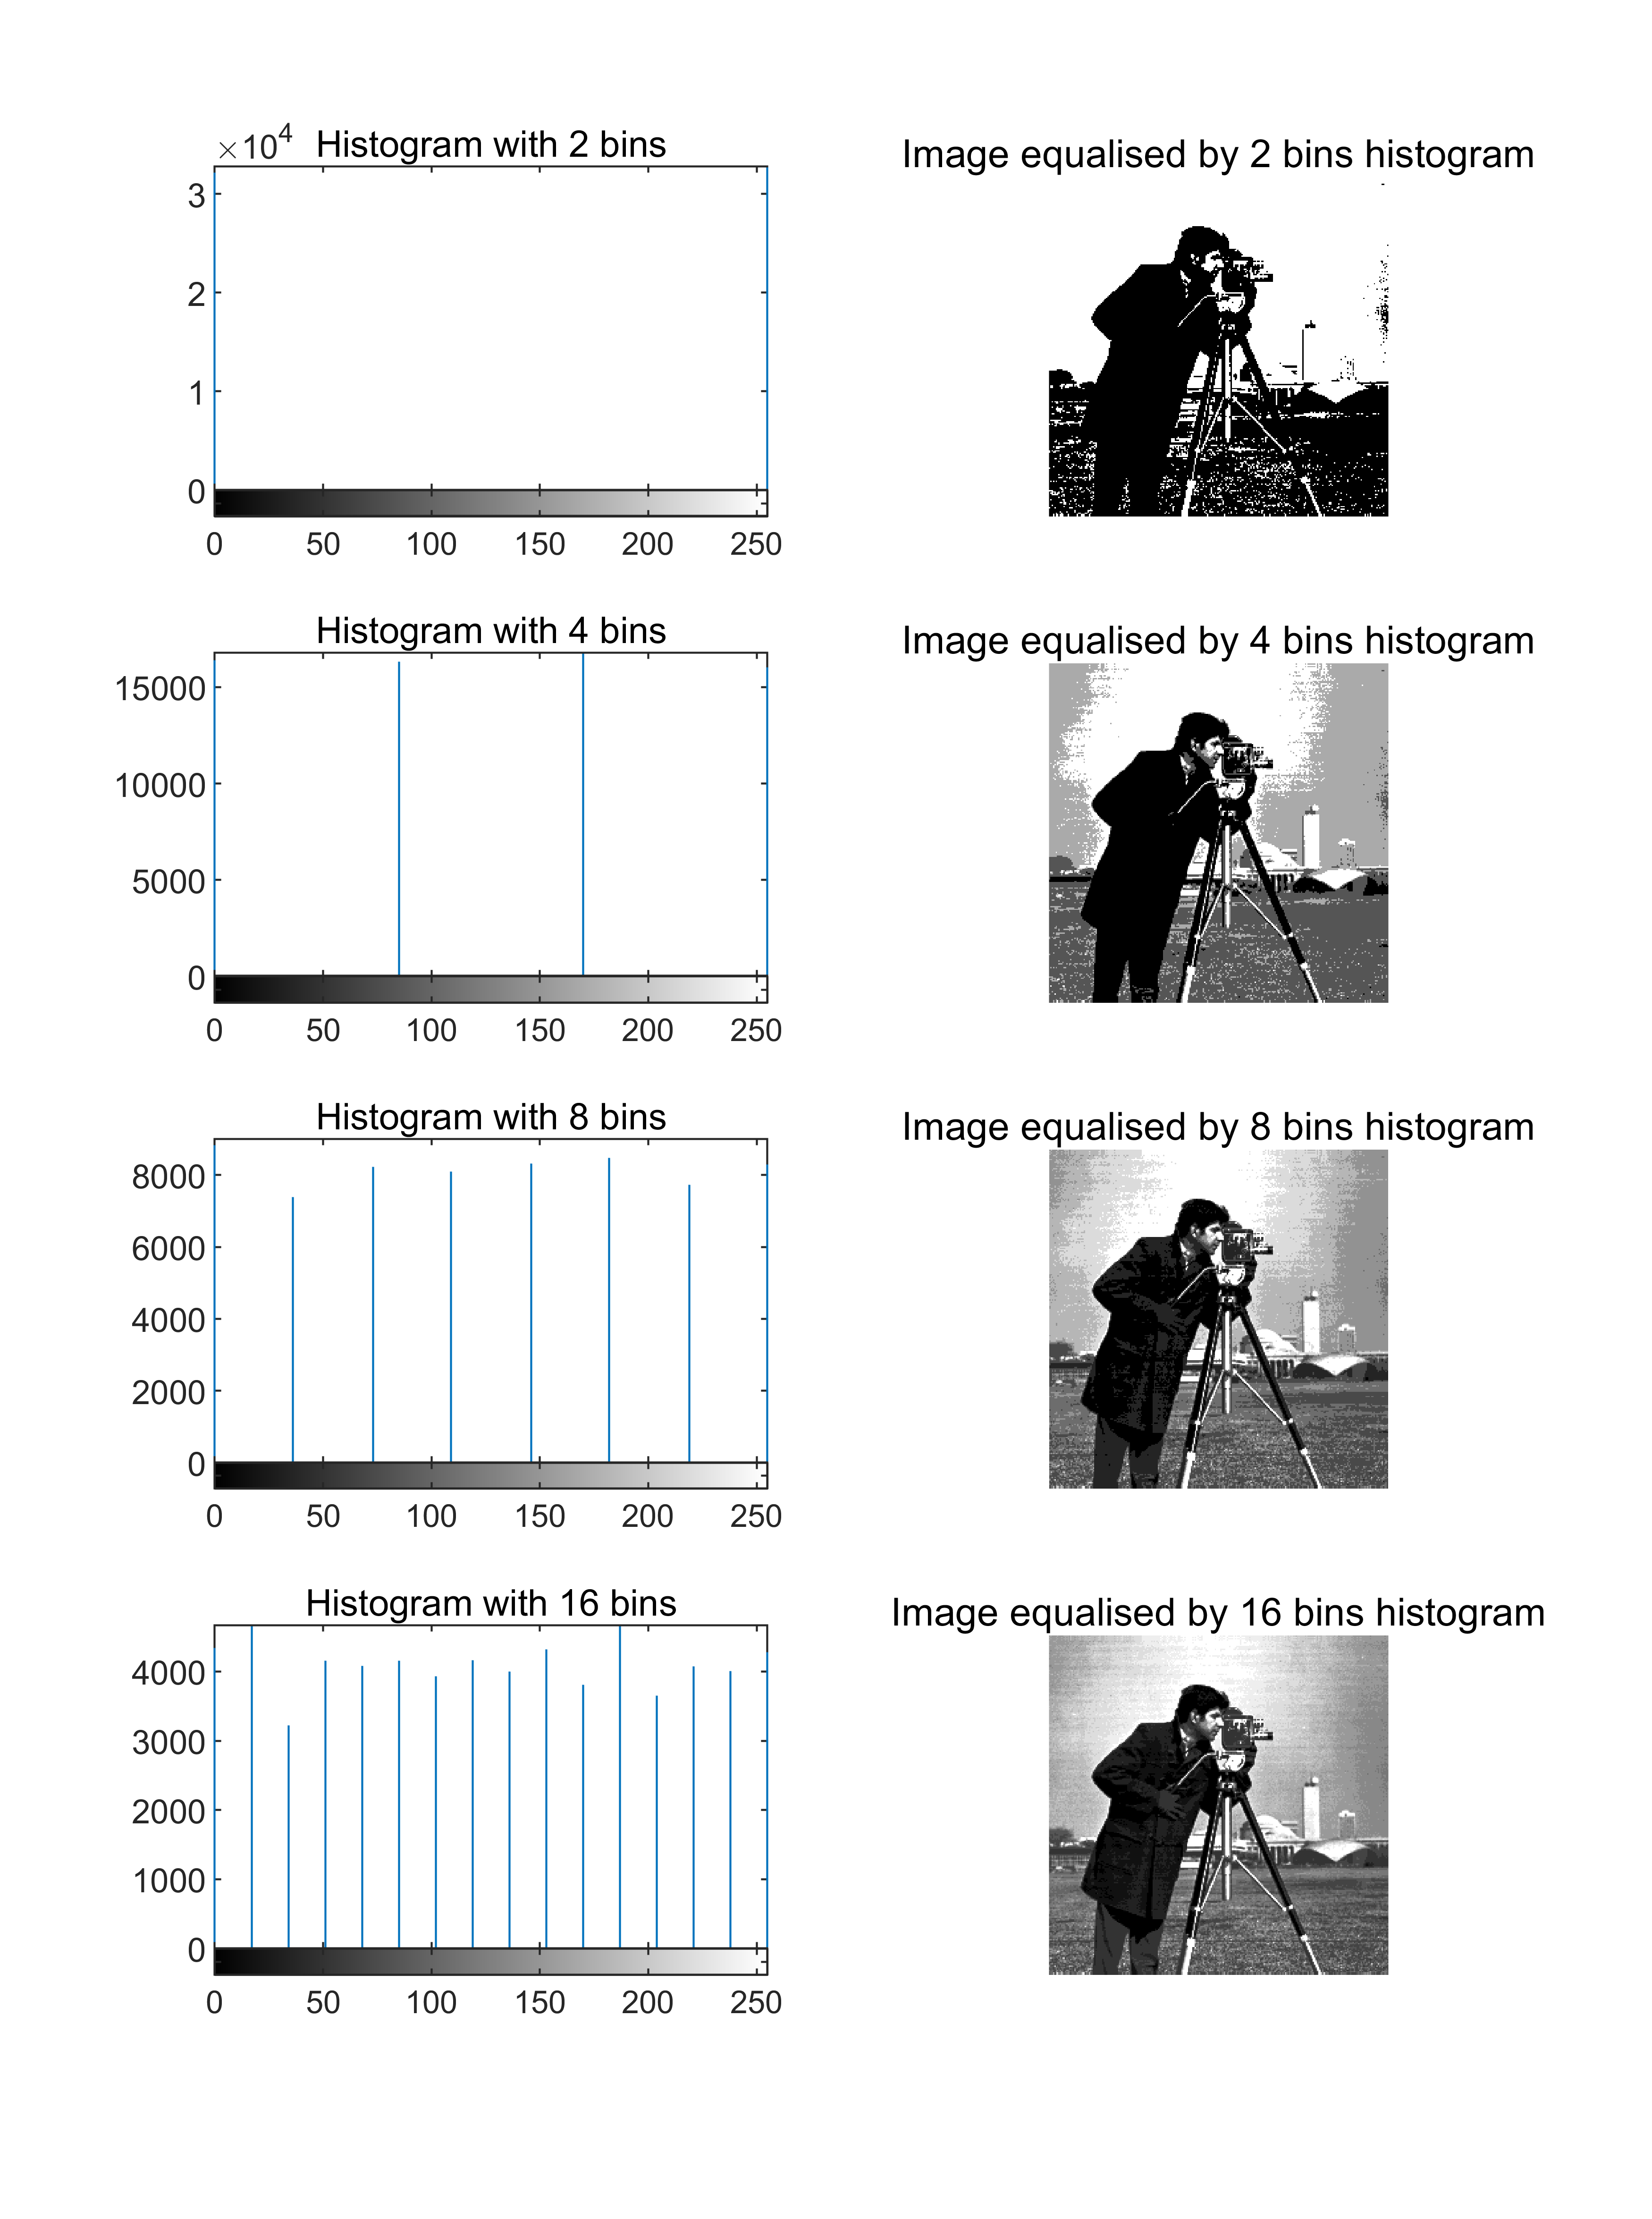 ×10^4 Histogram with 2 bins
Image equalised by 2 bins histogram
3
2
1
0
0 50 100 150 200 250
Histogram with 4 bins
Image equalised by 4 bins histogram
15000
10000
5000
0
0 50 100 150 200 250
Histogram with 8 bins
Image equalised by 8 bins histogram
8000
6000
4000
2000
0
0 50 100 150 200 250
Histogram with 16 bins
Image equalised by 16 bins histogram
4000
3000
2000
1000
0
0 50 100 150 200 250